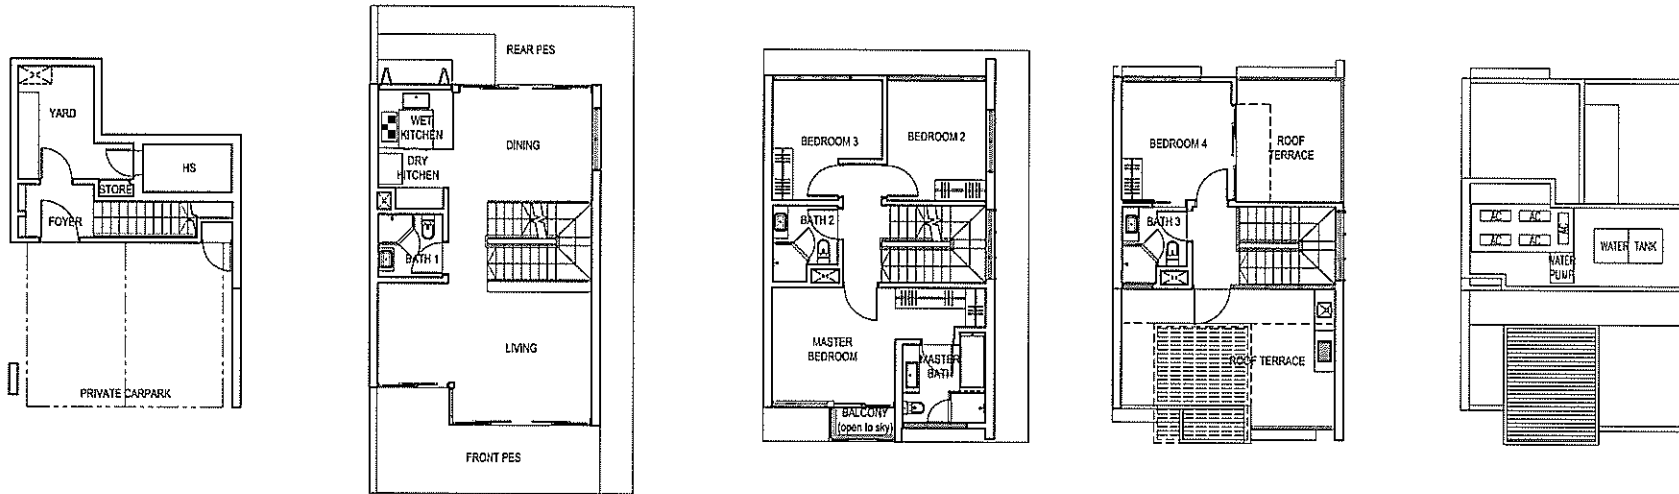 YARD
HS
STORE
FOYER
PRIVATE CARPARK
REAR PES
WET
KITCHEN
DINING
DRY
KITCHEN
BATH 1
LIVING
FRONT PES
BEDROOM 3
BEDROOM 2
BATH 2
MASTER
BEDROOM
MASTER
BATH
BALCONY
(open to sky)
BEDROOM 4
ROOF
TERRACE
BATH 3
ROOF TERRACE
AC
AC
AC
AC
AC
WATER
PUMP
WATER TANK